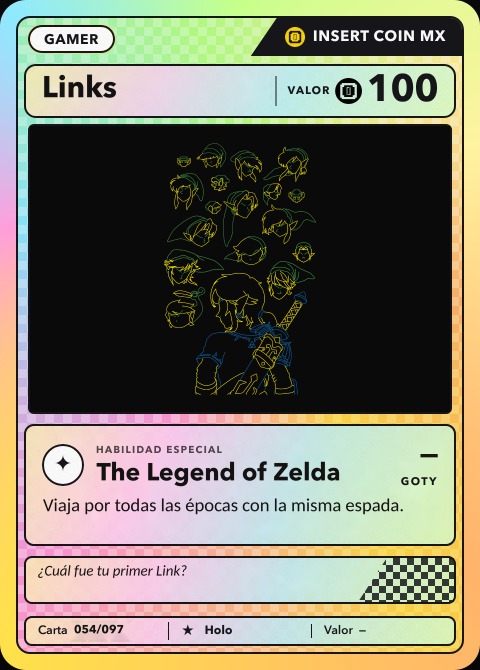 GAMER
INSERT COIN MX
Links
VALOR 100
HABILIDAD ESPECIAL
The Legend of Zelda
—
GOTY
Viaja por todas las épocas con la misma espada.
¿Cuál fue tu primer Link?
Carta 054/097 ★ Holo Valor —